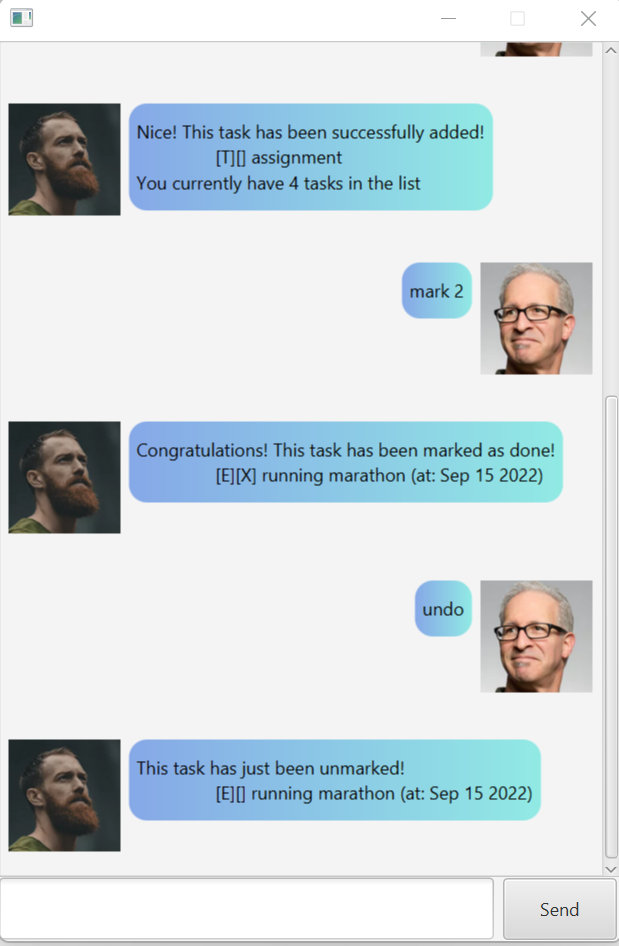 Nice! This task has been successfully added!
[T][] assignment
You currently have 4 tasks in the list
mark 2
Congratulations! This task has been marked as done!
[E][X] running marathon (at: Sep 15 2022)
undo
This task has just been unmarked!
[E][] running marathon (at: Sep 15 2022)
Send